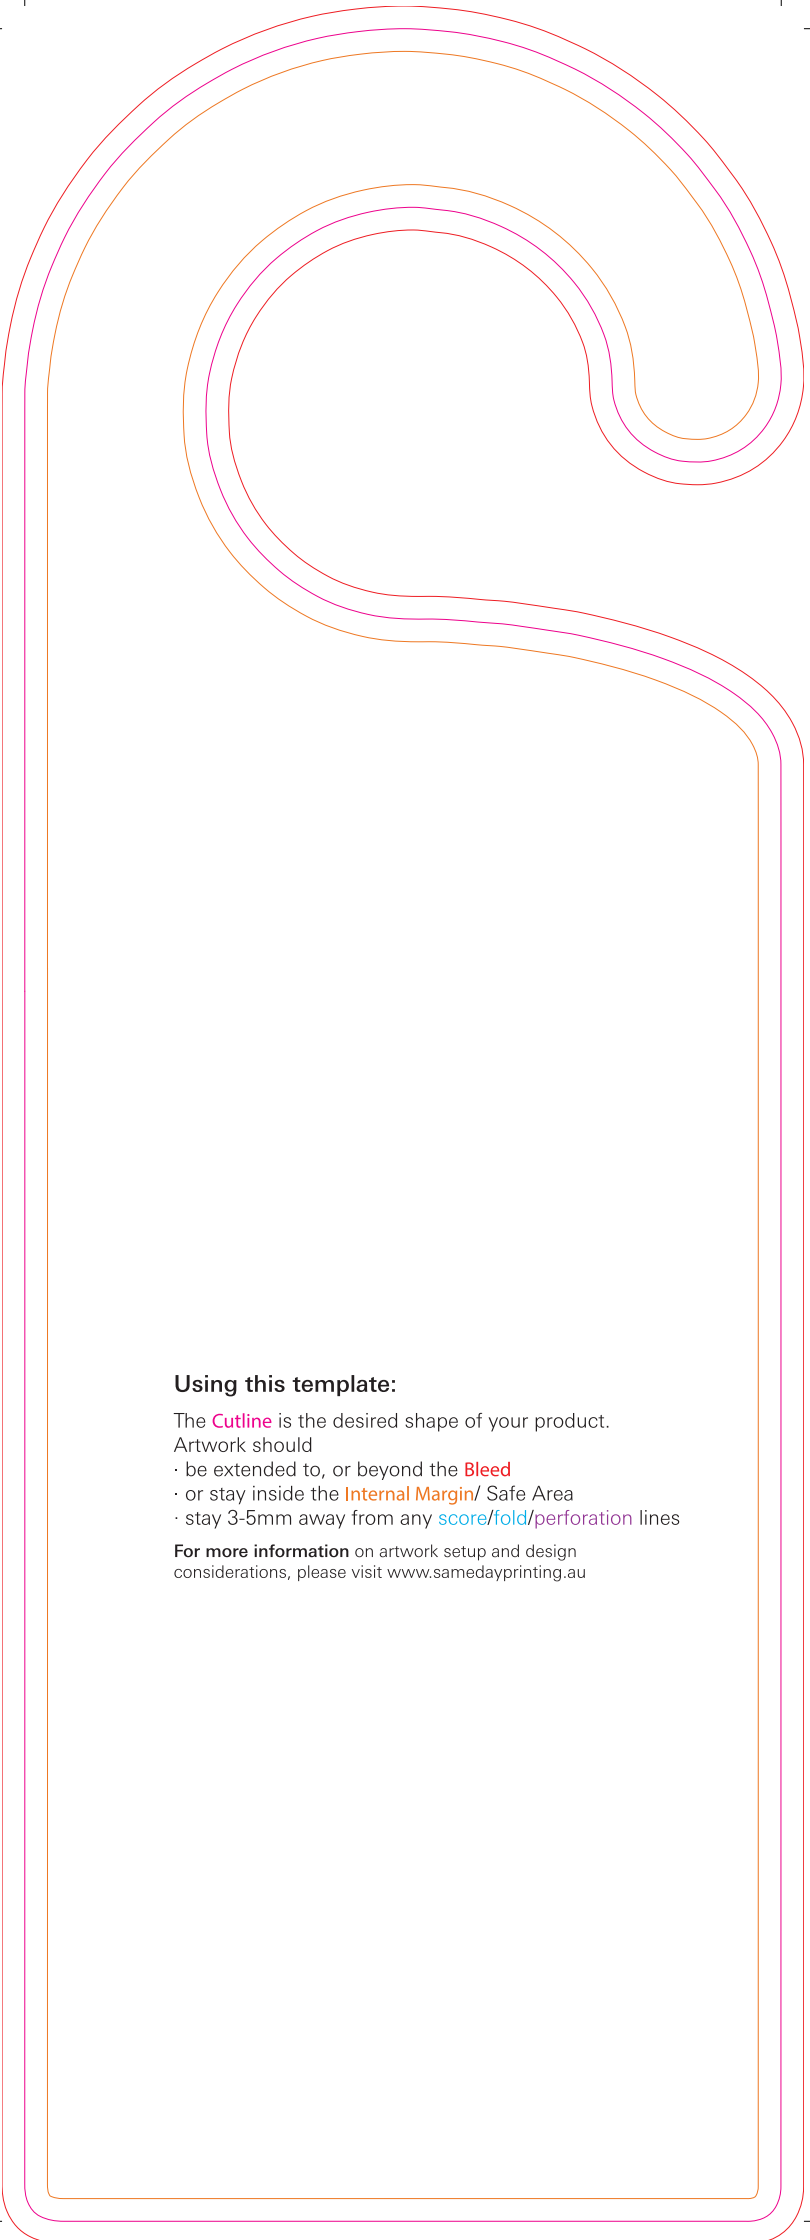 Using this template:
The Cutline is the desired shape of your product.
Artwork should
· be extended to, or beyond the Bleed
· or stay inside the Internal Margin/ Safe Area
· stay 3-5mm away from any score/fold/perforation lines
For more information on artwork setup and design
considerations, please visit www.samedayprinting.au